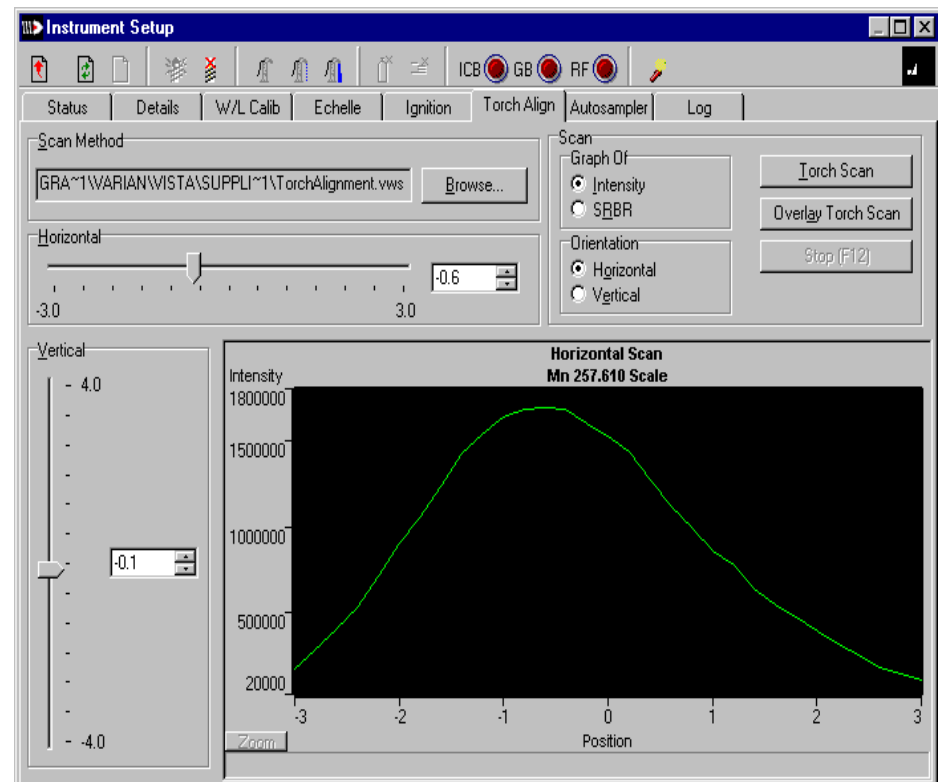 Instrument Setup
ICB GB RF
Status Details W/L Calib Echelle Ignition Torch Align Autosampler Log
Scan Method
GRA~1\VARIAN\VISTA\SUPPLI~1\TorchAlignment.vws
Browse...
Scan
Graph Of
Intensity
SRBR
Orientation
Horizontal
Vertical
Torch Scan
Overlay Torch Scan
Stop (F12)
Horizontal
-0.6
-3.0 3.0
Vertical
4.0
-0.1
-4.0
Horizontal Scan
Mn 257.610 Scale
Intensity
1800000
1500000
1000000
500000
20000
-3 -2 -1 0 1 2 3
Position
Zoom